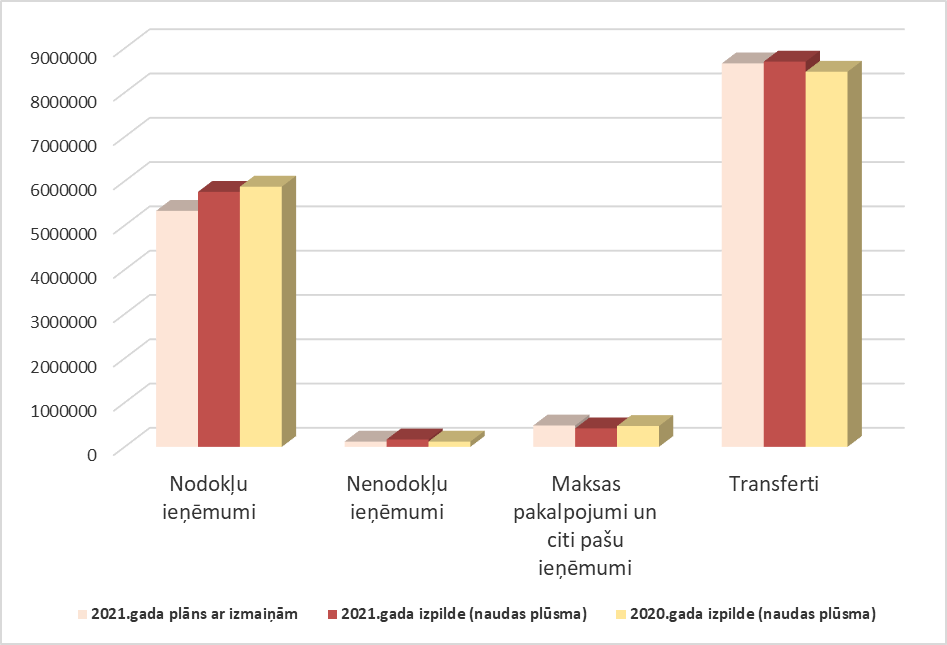 9000000
8000000
7000000
6000000
5000000
4000000
3000000
2000000
1000000
0
Nodokļu
ieņēmumi
Nenodokļu
ieņēmumi
Maksas
pakalpojumi un
citi pašu
ieņēmumi
Transferti
2021.gada plāns ar izmaiņām
2021.gada izpilde (naudas plūsma)
2020.gada izpilde (naudas plūsma)